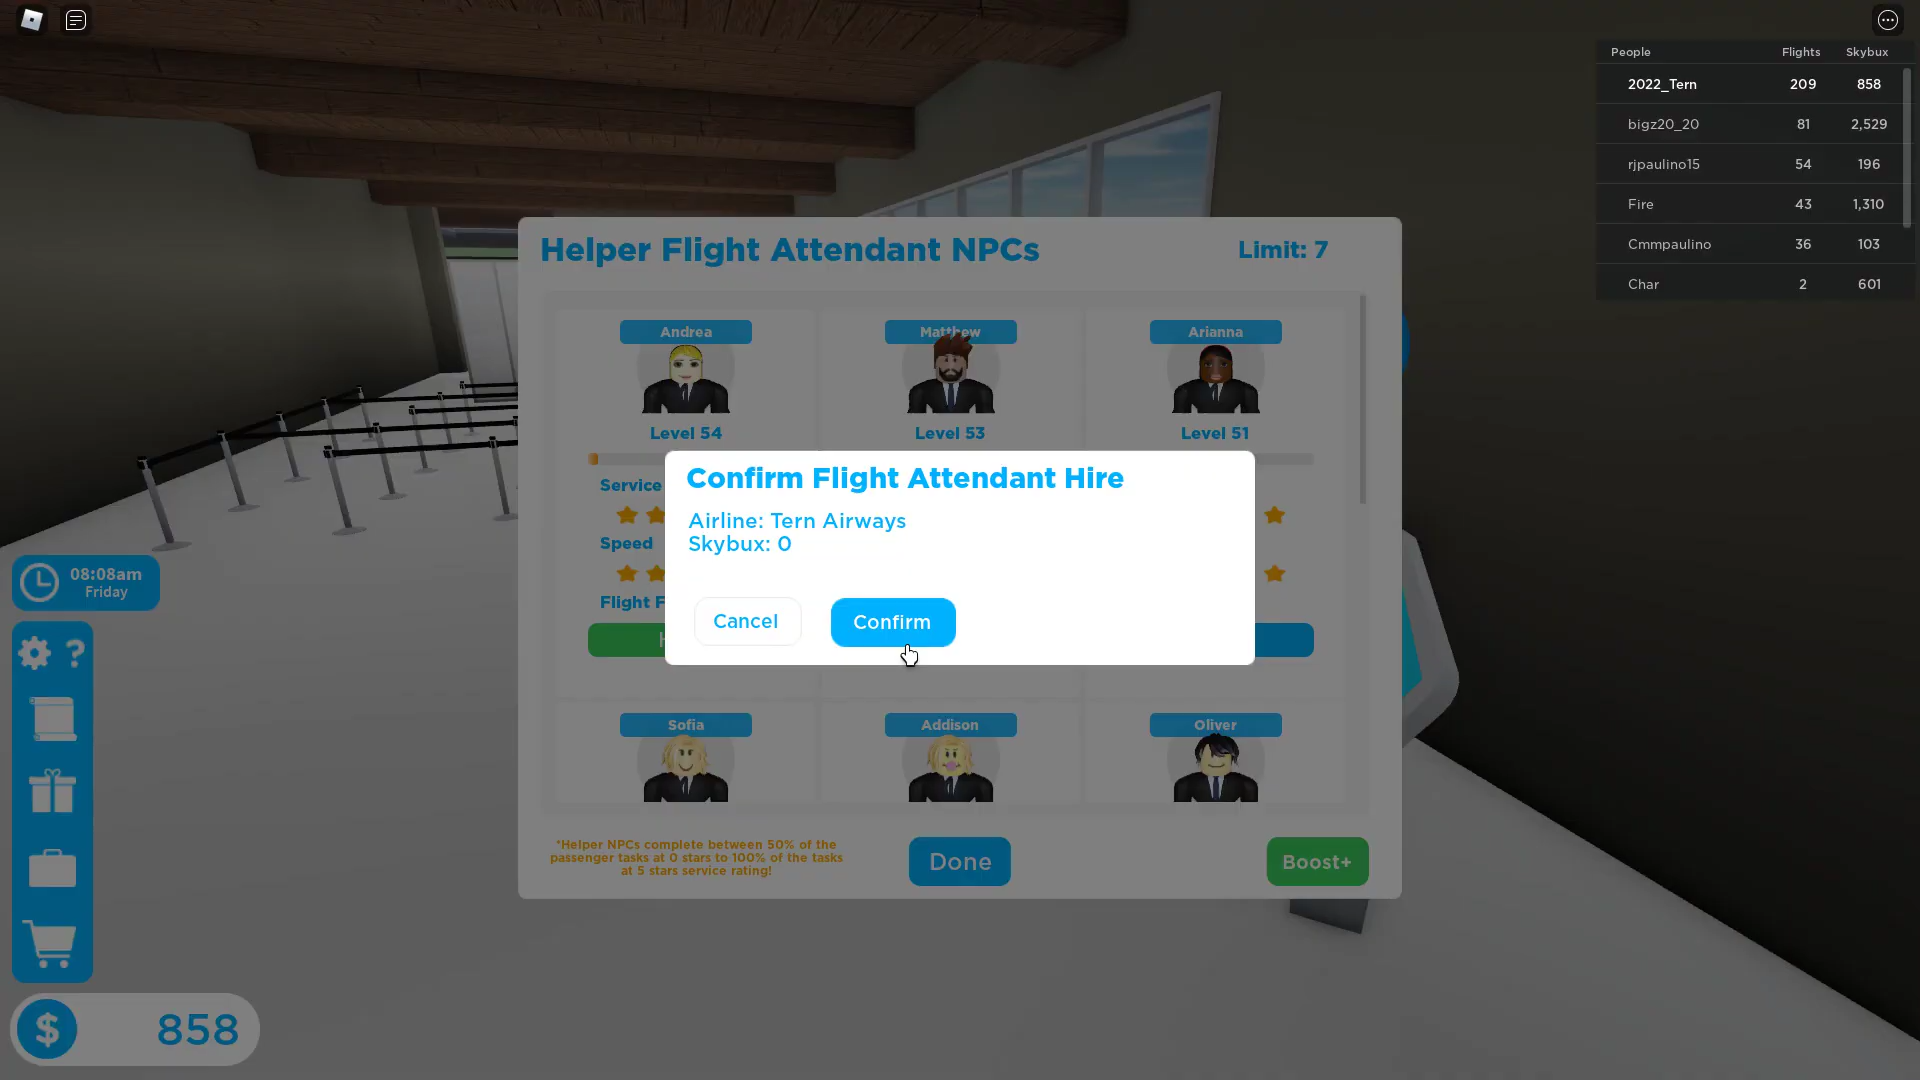 People Flights Skybux
2022_Tern 209 858
bigz20_20 81 2,529
rjpaulino15 54 196
Fire 43 1,310
Cmmpaulino 36 103
Char 2 601
Helper Flight Attendant NPCs
Limit: 7
Andrea
Matthew
Arianna
Level 54
Level 53
Level 51
Service
Speed
Flight F
Confirm Flight Attendant Hire
Airline: Tern Airways
Skybux: 0
Cancel
Confirm
Sofia
Addison
Oliver
*Helper NPCs complete between 50% of the
passenger tasks at 0 stars to 100% of the tasks
at 5 stars service rating!
Done
Boost+
08:08am
Friday
?
$ 858